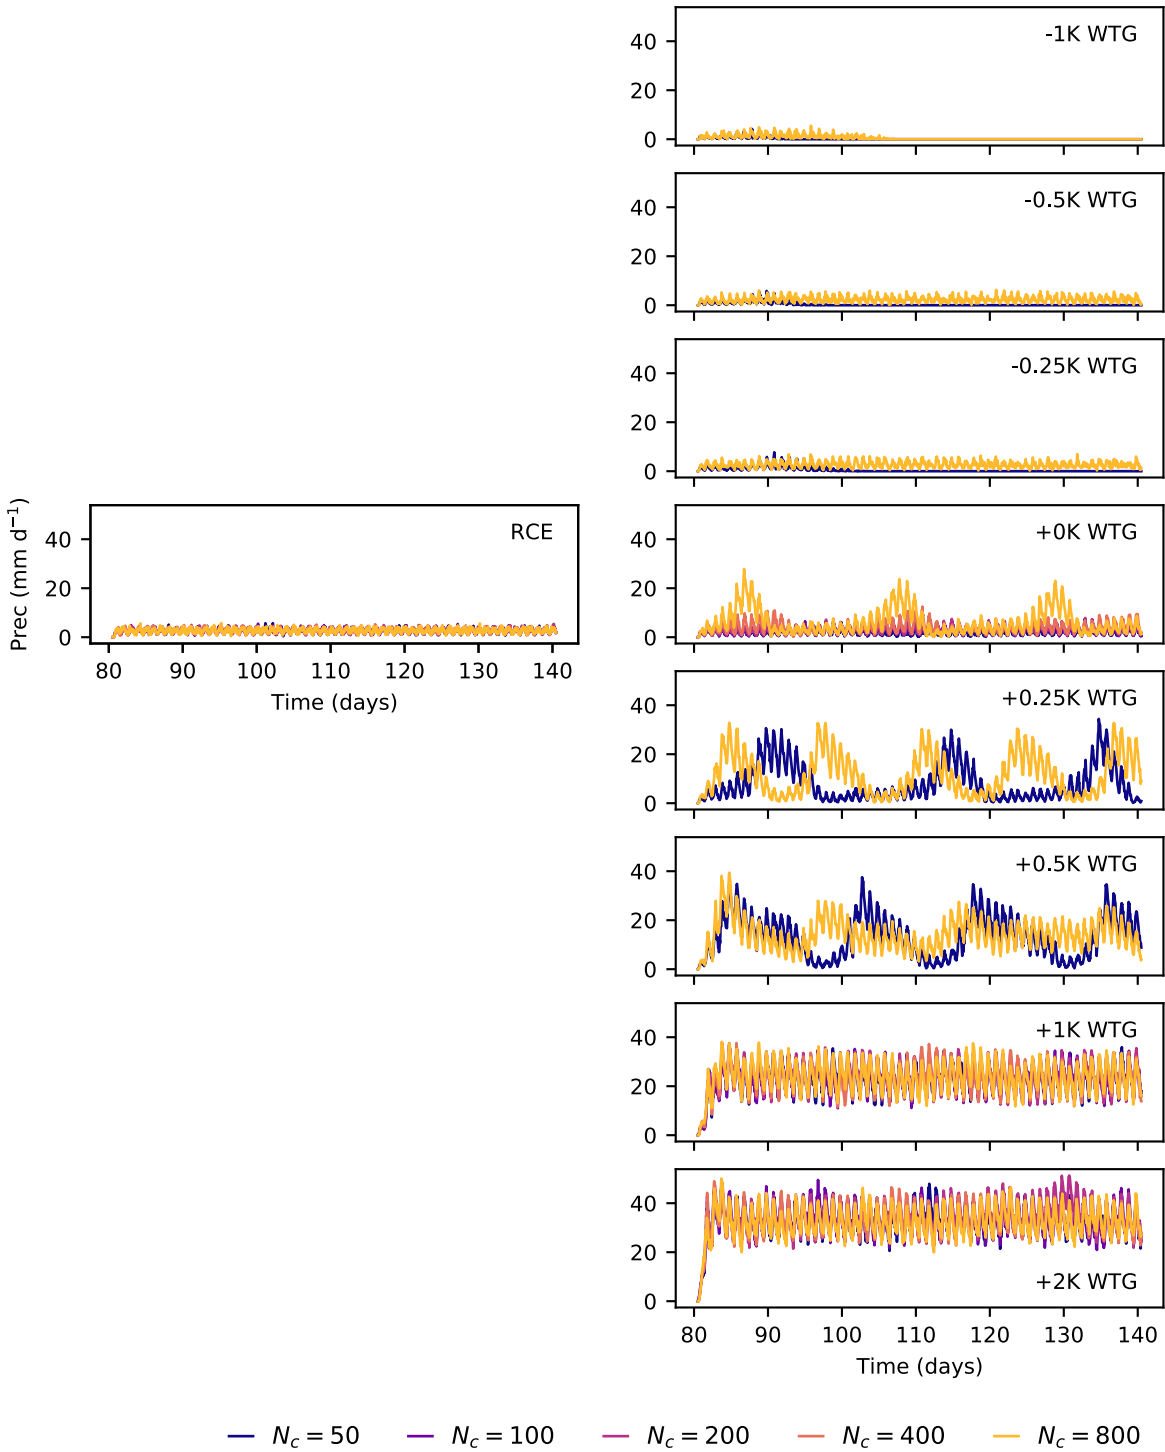 40
20
0
-1K WTG
40
20
0
-0.5K WTG
40
20
0
-0.25K WTG
Prec (mm d⁻¹)
40
20
0
RCE
80 90 100 110 120 130 140
Time (days)
40
20
0
+0K WTG
40
20
0
+0.25K WTG
40
20
0
+0.5K WTG
40
20
0
+1K WTG
40
20
0
+2K WTG
80 90 100 110 120 130 140
Time (days)
N_c = 50 N_c = 100 N_c = 200 N_c = 400 N_c = 800